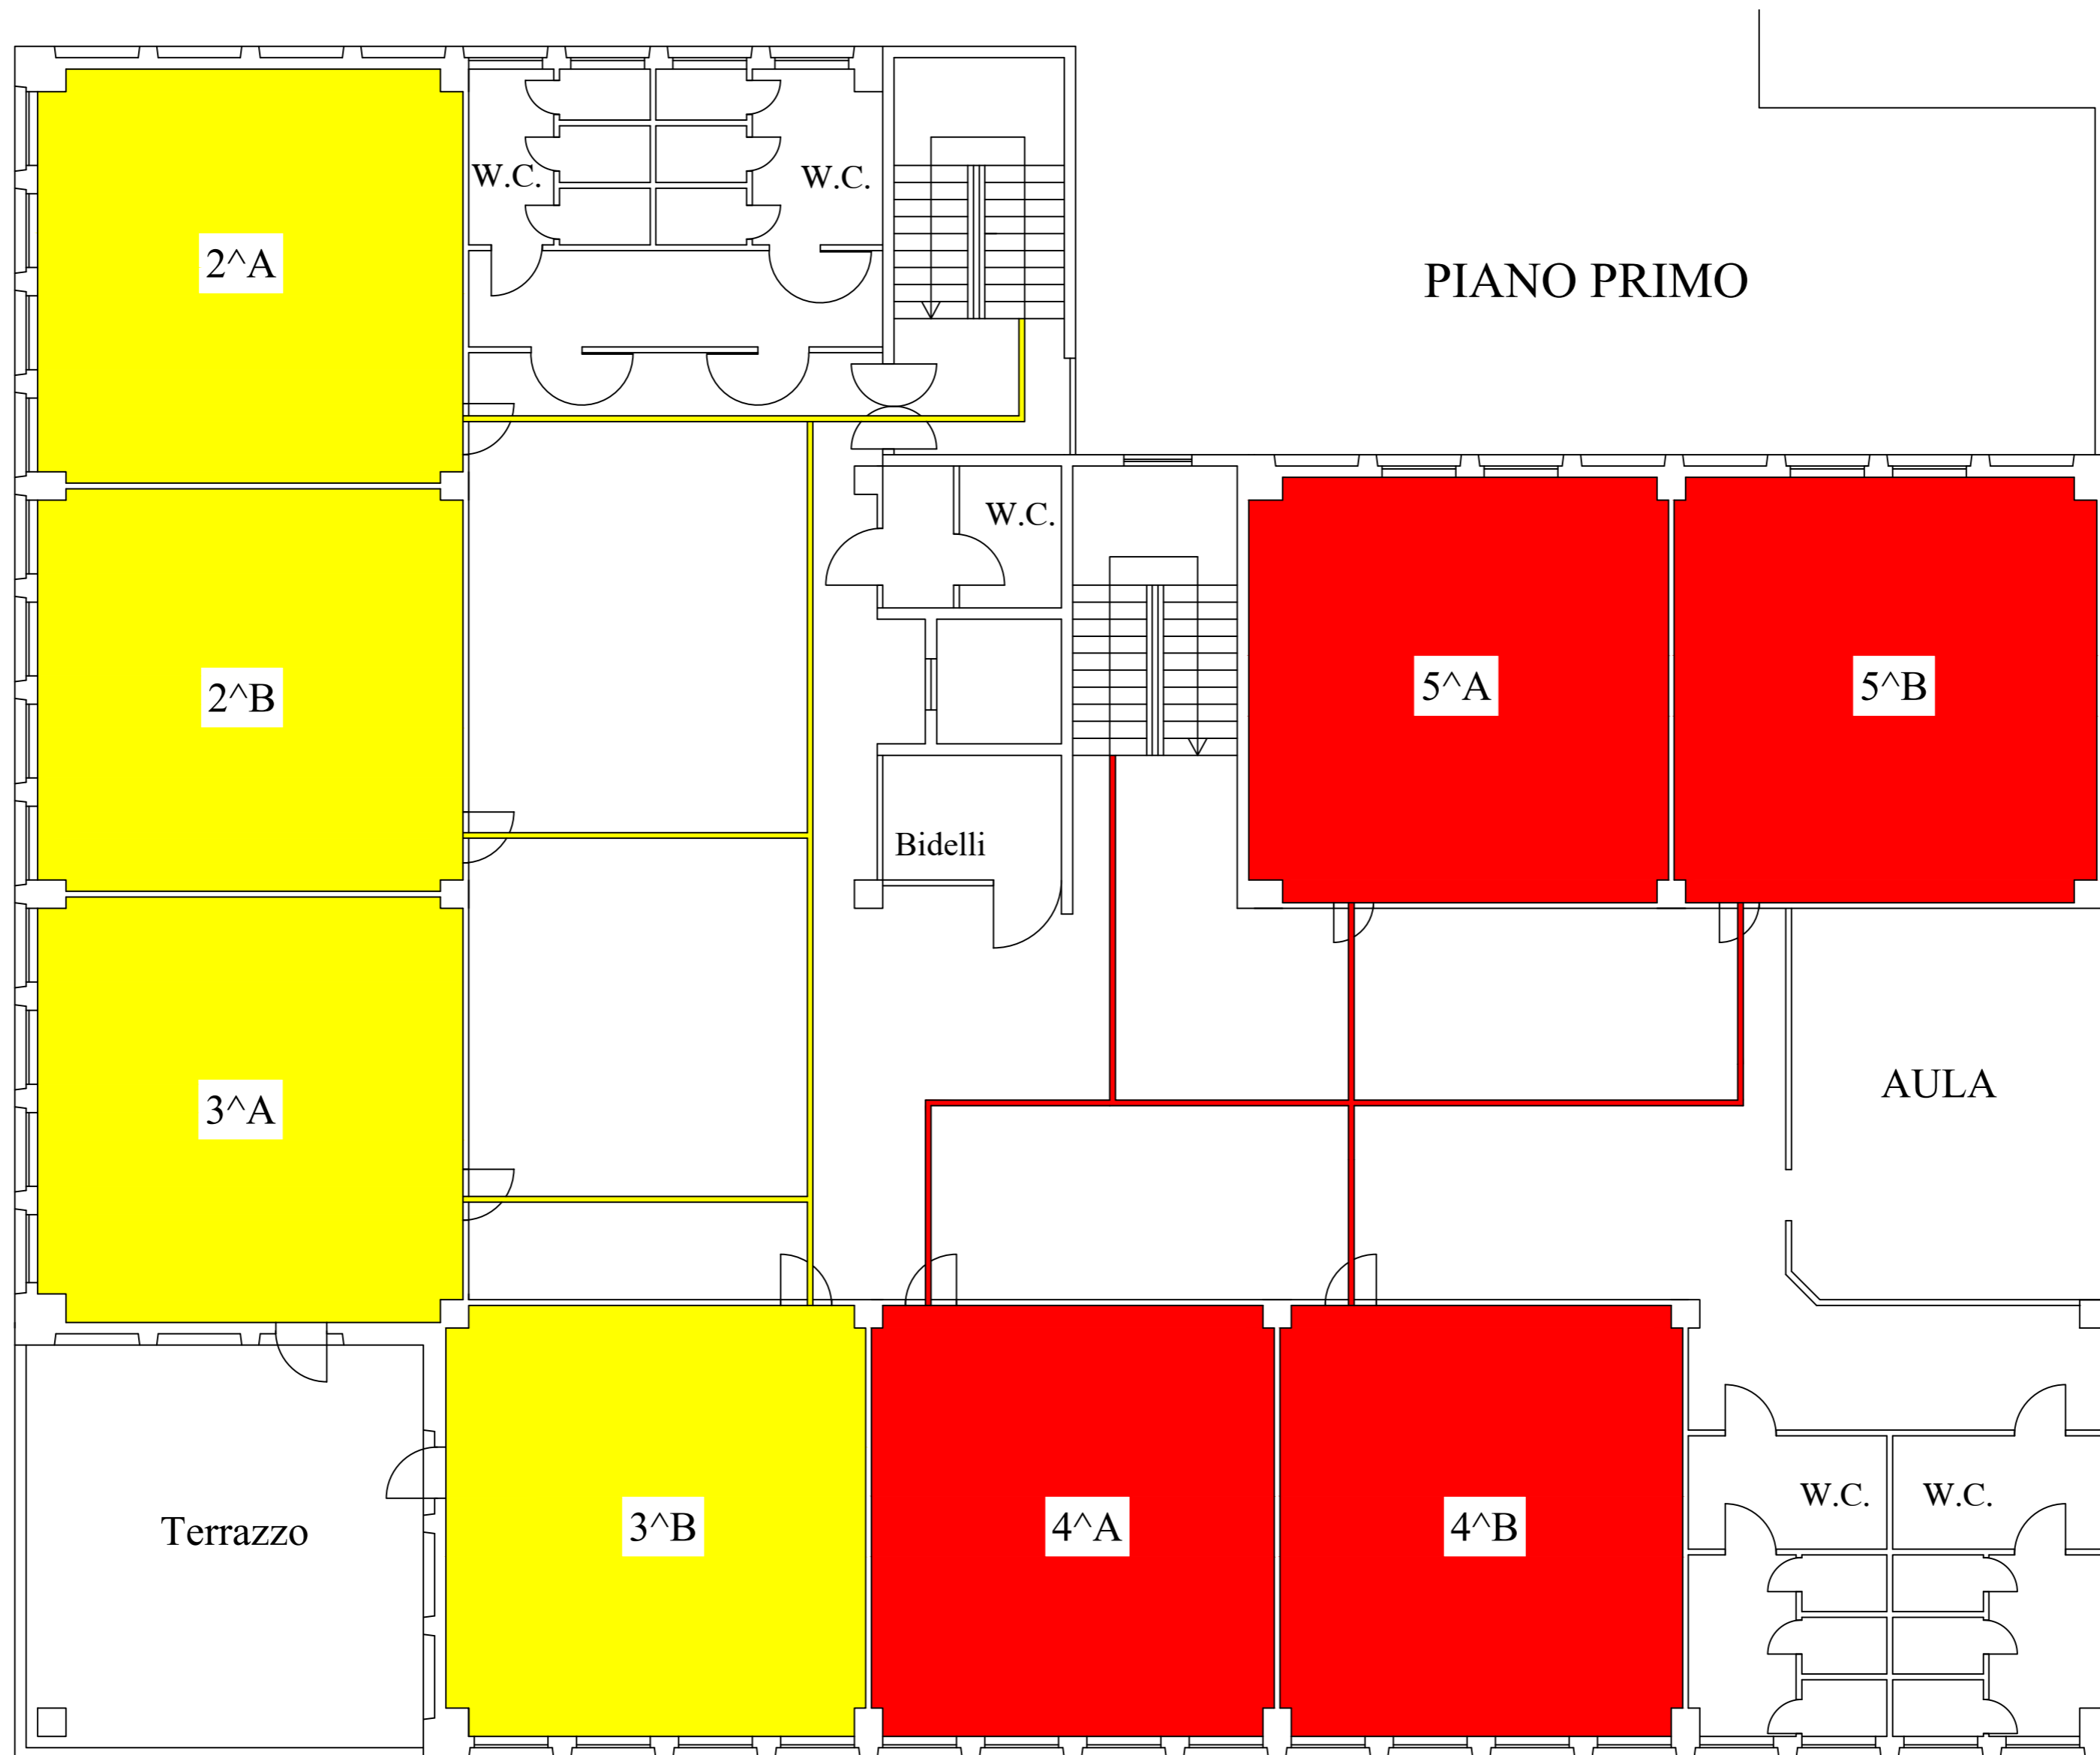 W.C.
W.C.
2^A
PIANO PRIMO
W.C.
2^B
5^A
5^B
Bidelli
3^A
AULA
W.C.
W.C.
Terrazzo
3^B
4^A
4^B